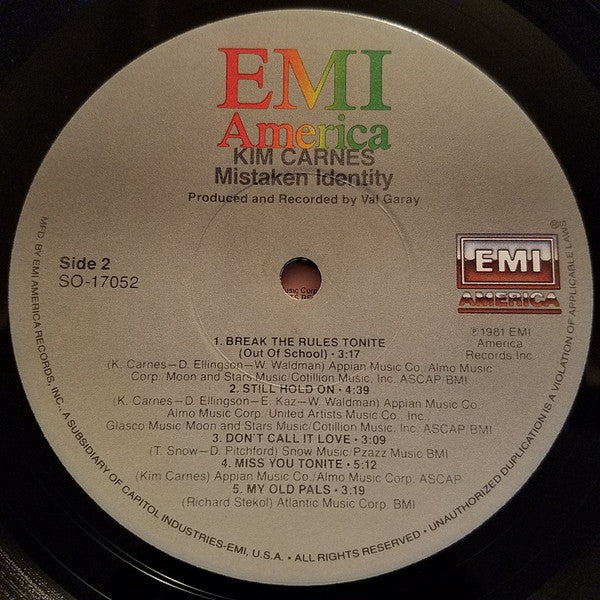 EMI
America
KIM CARNES
Mistaken Identity
Produced and Recorded by Val Garay
Side 2
SO-17052
EMI
AMERICA
℗ 1981 EMI
America
Records, Inc.
1. BREAK THE RULES TONITE
(Out Of School) • 3:17
(K. Carnes—D. Ellingson—W. Waldman) Appian Music Co./Almo Music
Corp./Moon and Stars Music/Cotillion Music, Inc. ASCAP/BMI
2. STILL HOLD ON • 4:39
(K. Carnes—D. Ellingson—E. Kaz—W. Waldman) Appian Music Co./
Almo Music Corp./United Artists Music Co., Inc./
Glasco Music/Moon and Stars Music/Cotillion Music, Inc. ASCAP/BMI
3. DON'T CALL IT LOVE • 3:09
(T. Snow—D. Pitchford) Snow Music/Pzazz Music BMI
4. MISS YOU TONITE • 5:12
(Kim Carnes) Appian Music Co./Almo Music Corp. ASCAP
5. MY OLD PALS • 3:19
(Richard Stekol) Atlantic Music Corp. BMI
MFD. BY EMI AMERICA RECORDS, INC., A SUBSIDIARY OF CAPITOL INDUSTRIES-EMI, U.S.A. • ALL RIGHTS RESERVED • UNAUTHORIZED DUPLICATION IS A VIOLATION OF APPLICABLE LAWS